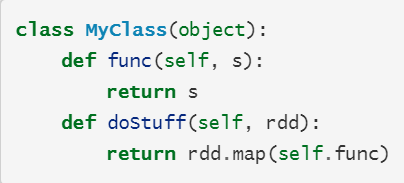 class MyClass(object):
    def func(self, s):
        return s
    def doStuff(self, rdd):
        return rdd.map(self.func)